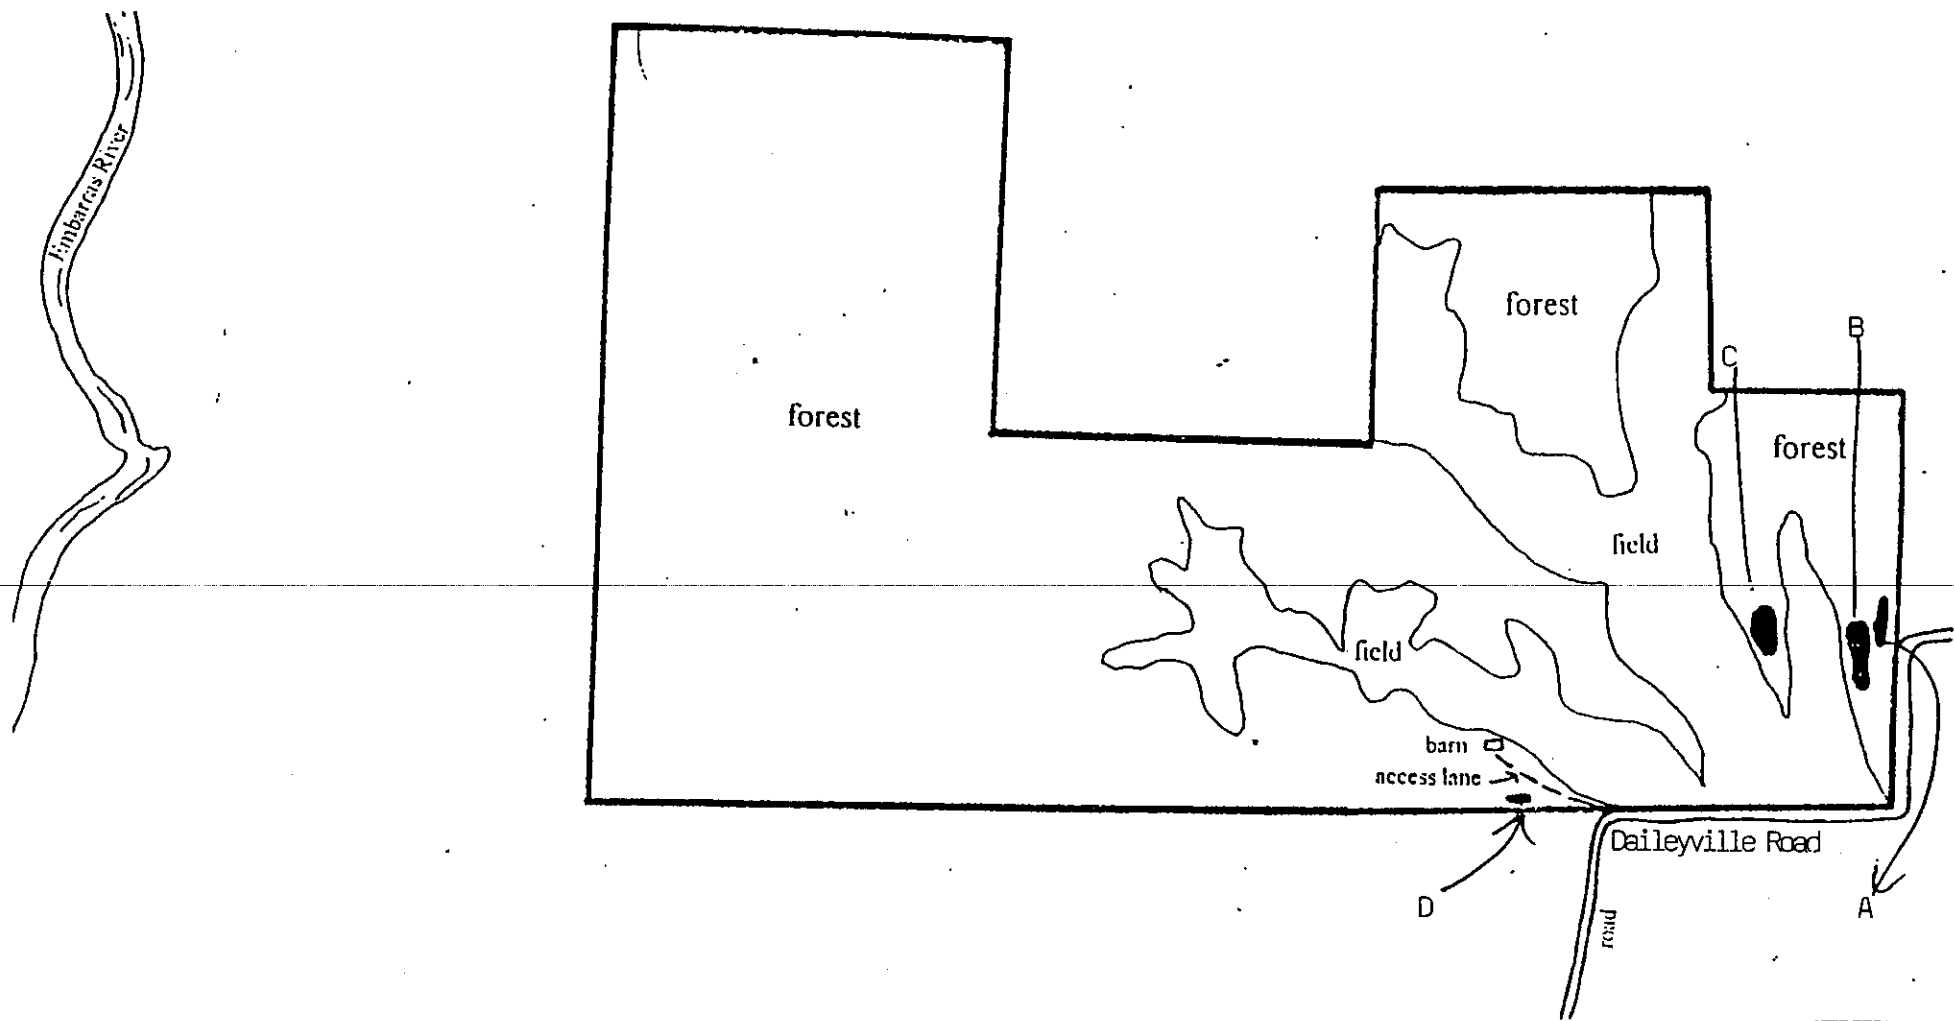 Embarras River
forest
B
C
forest
forest
field
field
barn
access lane
Daileyville Road
D
A
road